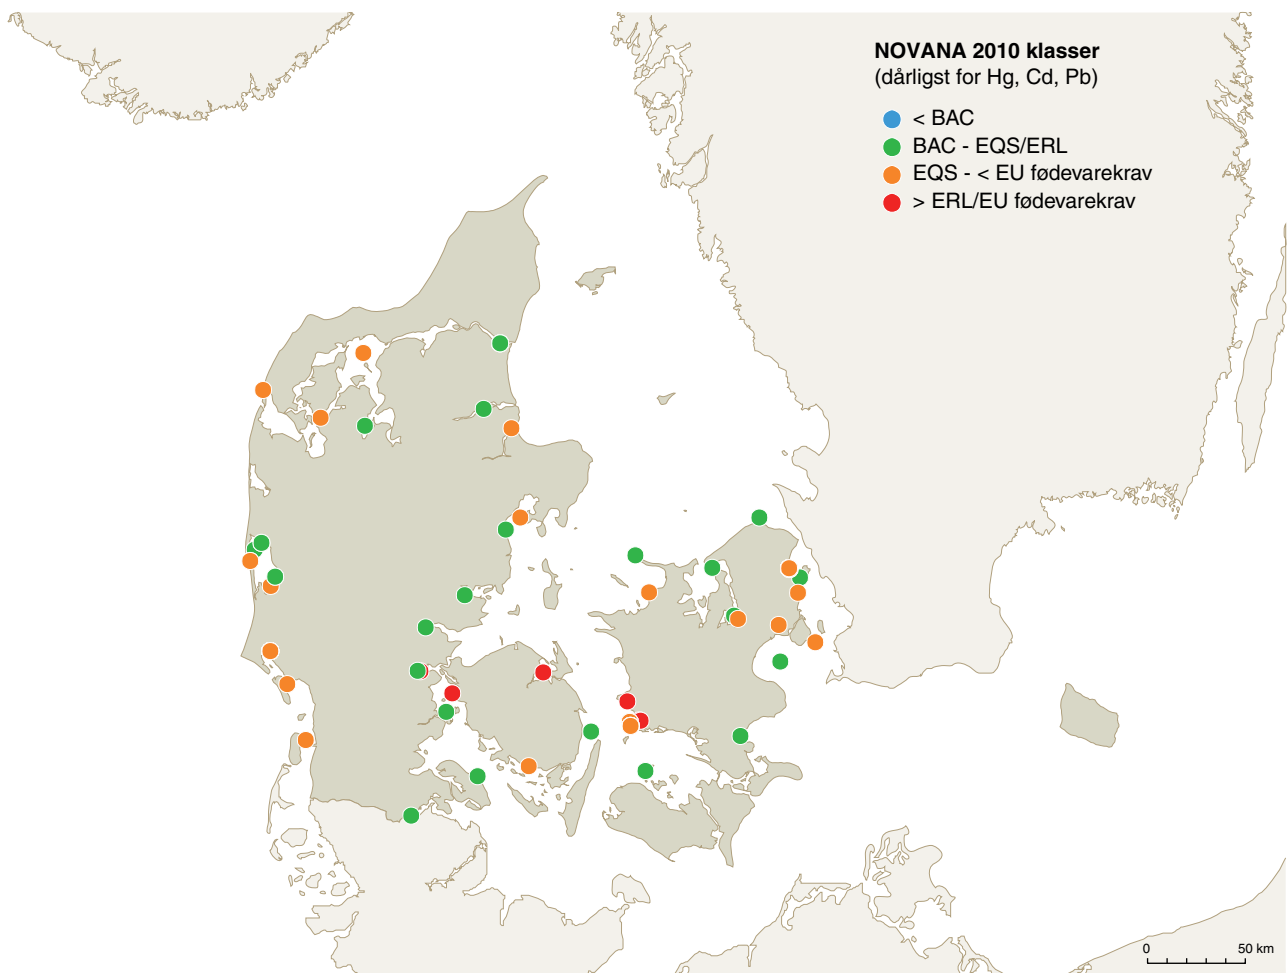 NOVANA 2010 klasser
(dårligst for Hg, Cd, Pb)
< BAC
BAC - EQS/ERL
EQS - < EU fødevarekrav
> ERL/EU fødevarekrav
0 50 km